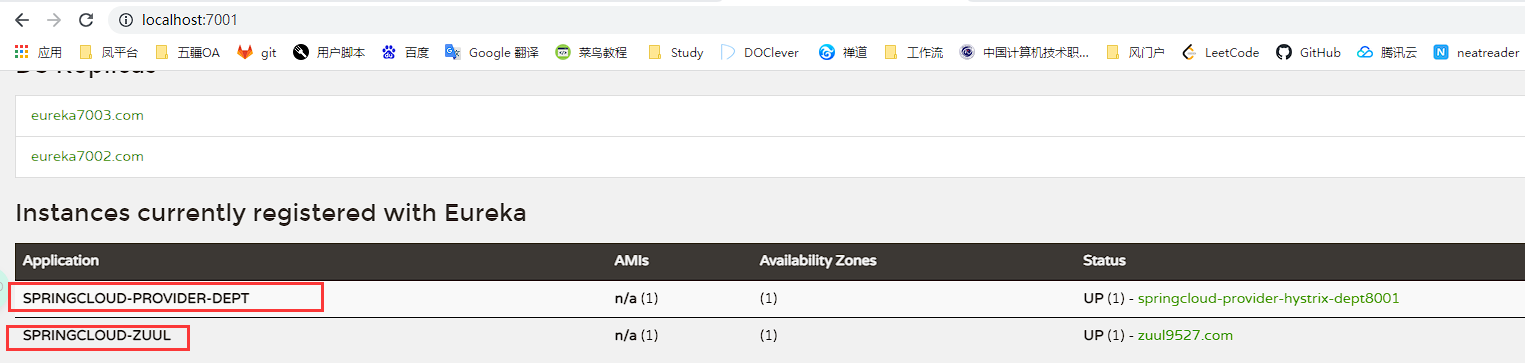 localhost:7001
应用 凤平台 五疆OA git 用户脚本 百度 Google 翻译 菜鸟教程 Study DOClever 禅道 工作流 中国计算机技术职... 风门户 LeetCode GitHub 腾讯云 neatreader
DS Replicas
eureka7003.com
eureka7002.com
Instances currently registered with Eureka
Application AMIs Availability Zones Status
SPRINGCLOUD-PROVIDER-DEPT n/a (1) (1) UP (1) - springcloud-provider-hystrix-dept8001
SPRINGCLOUD-ZUUL n/a (1) (1) UP (1) - zuul9527.com